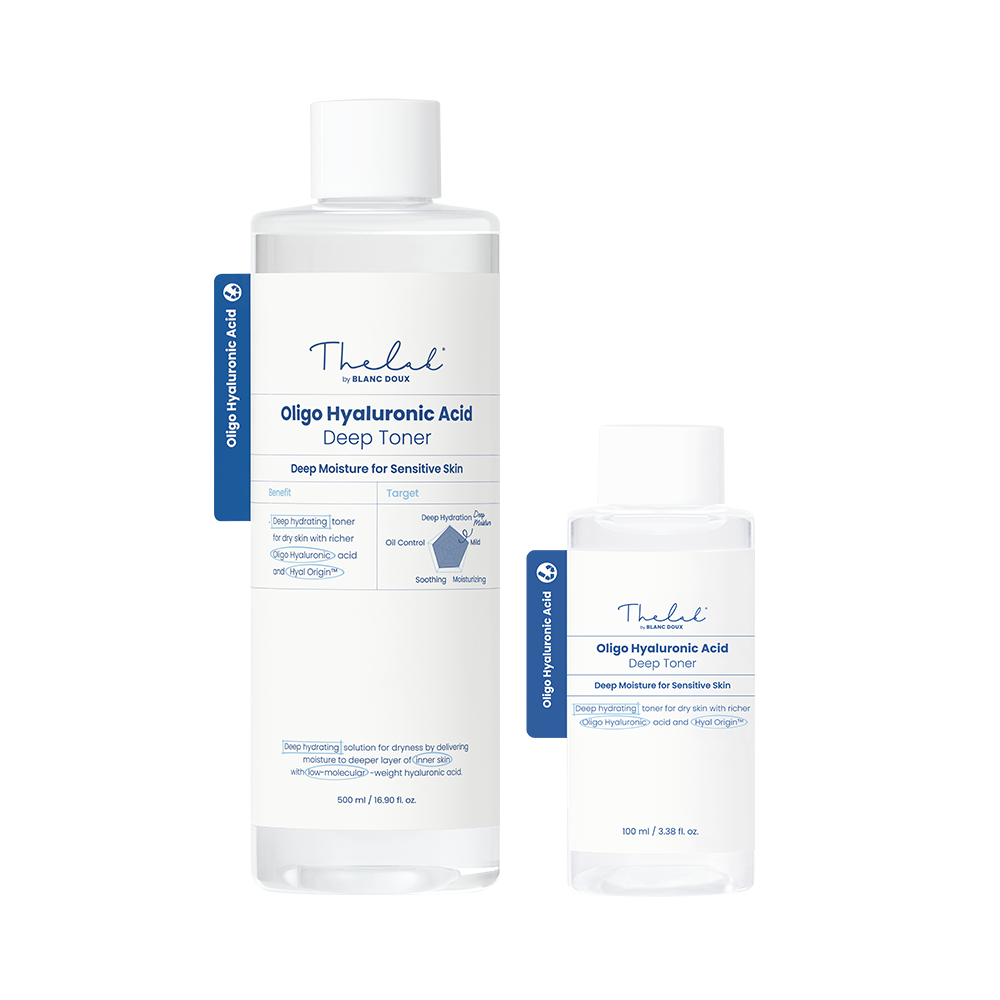 Oligo Hyaluronic Acid
Thelab®
by BLANC DOUX
Oligo Hyaluronic Acid
Deep Toner
Deep Moisture for Sensitive Skin
Benefit
Target
· Deep hydrating toner
for dry skin with richer
Oligo Hyaluronic acid
and Hyal Origin™
Deep Hydration
Deep
Moisture
Oil Control
Mild
Soothing
Moisturizing
Deep hydrating solution for dryness by delivering
moisture to deeper layer of inner skin
with low-molecular -weight hyaluronic acid.
500 ml / 16.90 fl. oz.
Oligo Hyaluronic Acid
Thelab®
by BLANC DOUX
Oligo Hyaluronic Acid
Deep Toner
Deep Moisture for Sensitive Skin
Deep hydrating toner for dry skin with richer
Oligo Hyaluronic acid and Hyal Origin™
100 ml / 3.38 fl. oz.